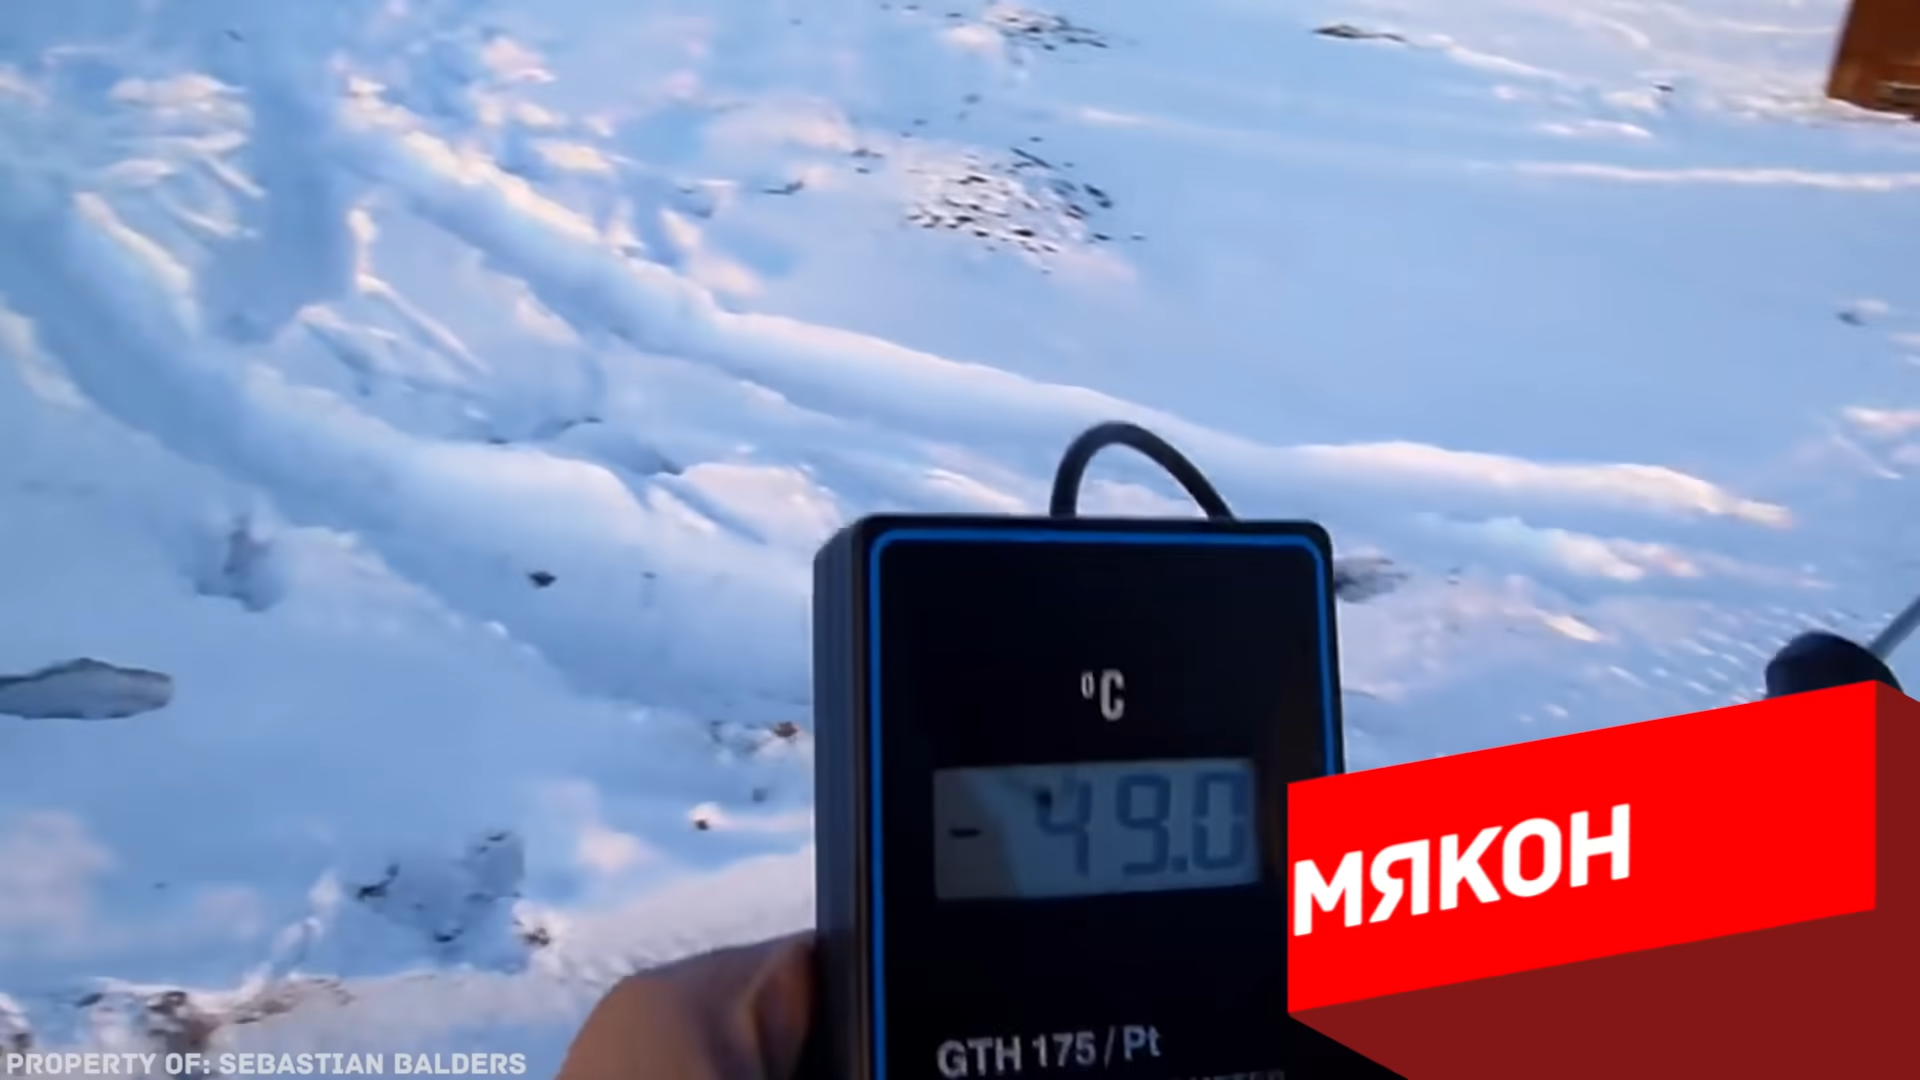 °C
- 49.0
МЯКОН
GTH 175 / Pt
PROPERTY OF: SEBASTIAN BALDERS